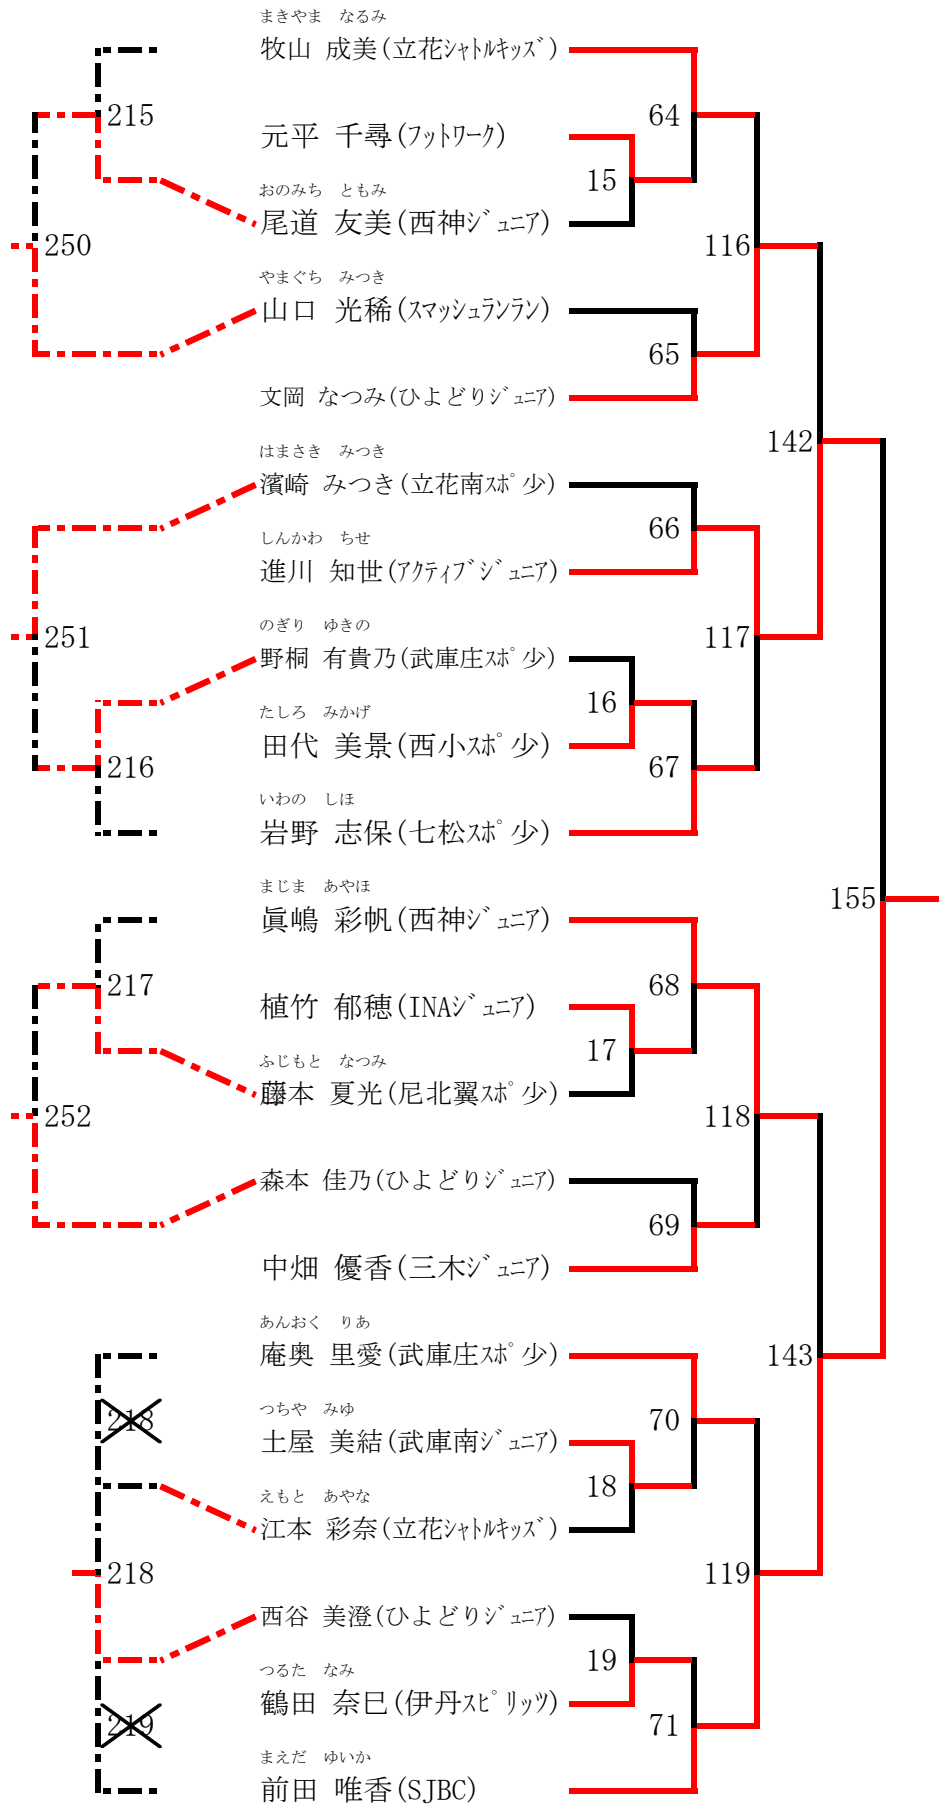 まきやま なるみ
牧山 成美(立花シャトルキッズ)
215
64
元平 千尋(フットワーク)
15
おのみち ともみ
尾道 友美(西神ジュニア)
250
116
やまぐち みつき
山口 光稀(スマッシュランラン)
65
文岡 なつみ(ひよどりジュニア)
142
はまさき みつき
濱崎 みつき(立花南スポ少)
66
しんかわ ちせ
進川 知世(アクティブジュニア)
251
117
のぎり ゆきの
野桐 有貴乃(武庫庄スポ少)
16
たしろ みかげ
田代 美景(西小スポ少)
216
67
いわの しほ
岩野 志保(七松スポ少)
まじま あやほ
155
眞嶋 彩帆(西神ジュニア)
217
68
植竹 郁穂(INAジュニア)
17
ふじもと なつみ
藤本 夏光(尼北翼スポ少)
252
118
森本 佳乃(ひよどりジュニア)
69
中畑 優香(三木ジュニア)
あんおく りあ
庵奥 里愛(武庫庄スポ少)
143
つちや みゆ
218
70
土屋 美結(武庫南ジュニア)
18
えもと あやな
江本 彩奈(立花シャトルキッズ)
218
119
西谷 美澄(ひよどりジュニア)
19
つるた なみ
鶴田 奈巳(伊丹スピリッツ)
219
71
まえだ ゆいか
前田 唯香(SJBC)